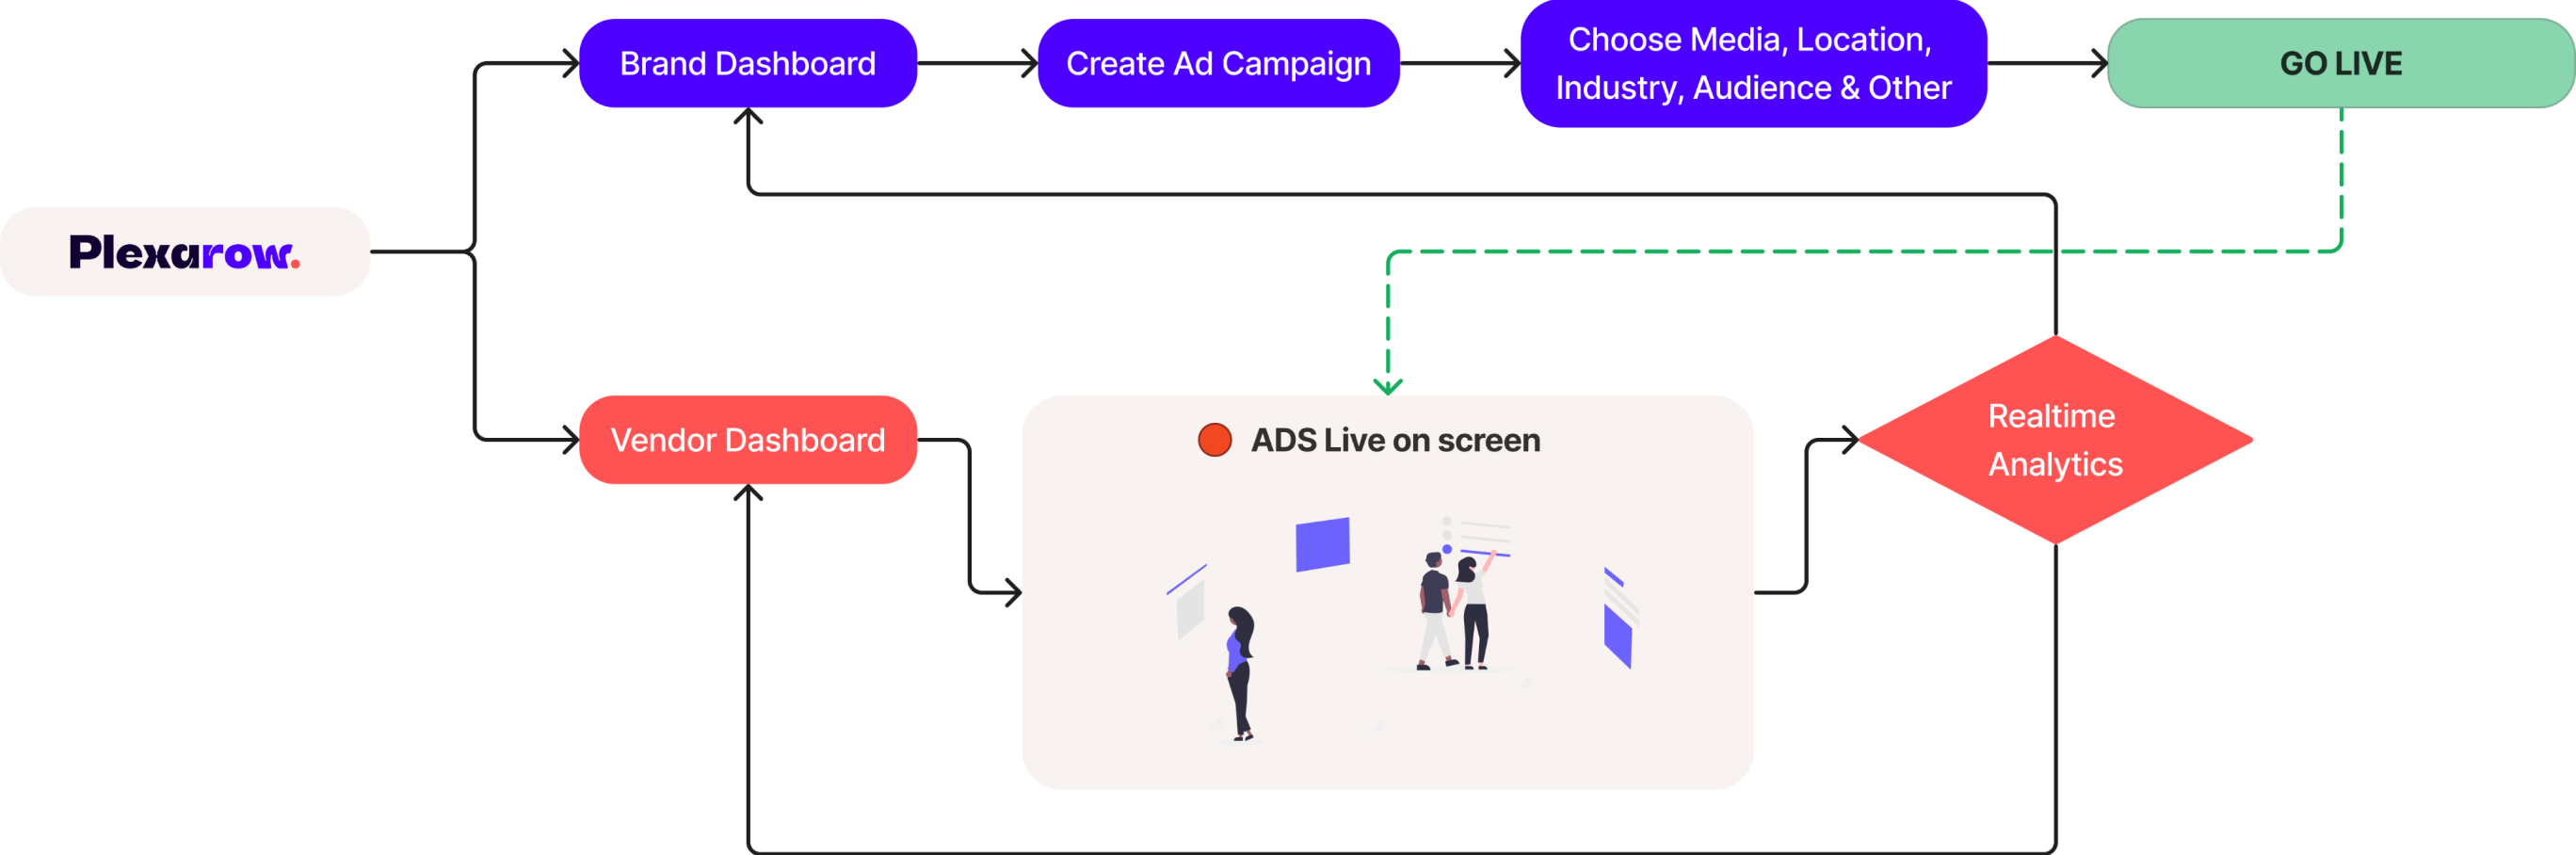 Brand Dashboard
Create Ad Campaign
Choose Media, Location,
Industry, Audience & Other
GO LIVE
Plexarow.
Vendor Dashboard
ADS Live on screen
Realtime
Analytics